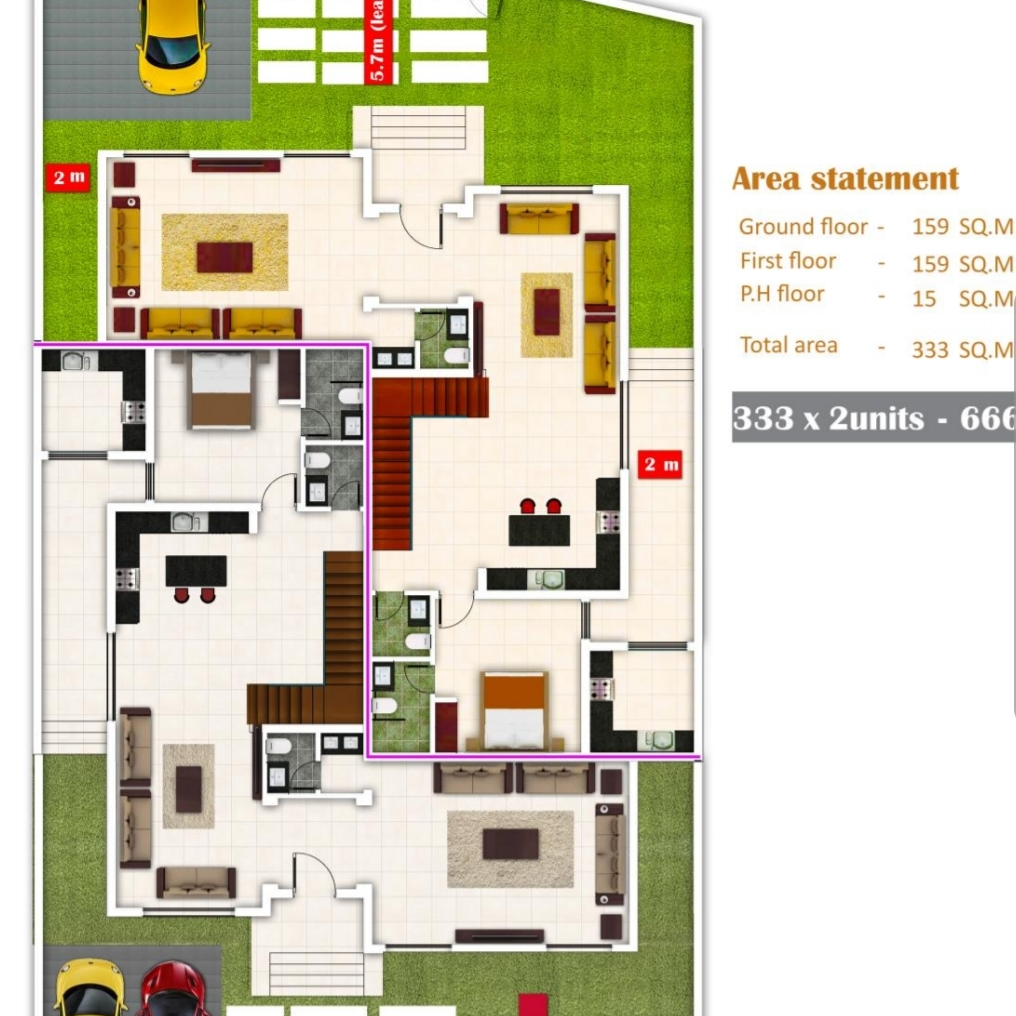 5.7m (lea
2 m
Area statement
Ground floor - 159 SQ.M
First floor - 159 SQ.M
P.H floor - 15 SQ.M
Total area - 333 SQ.M
333 x 2units - 666
2 m